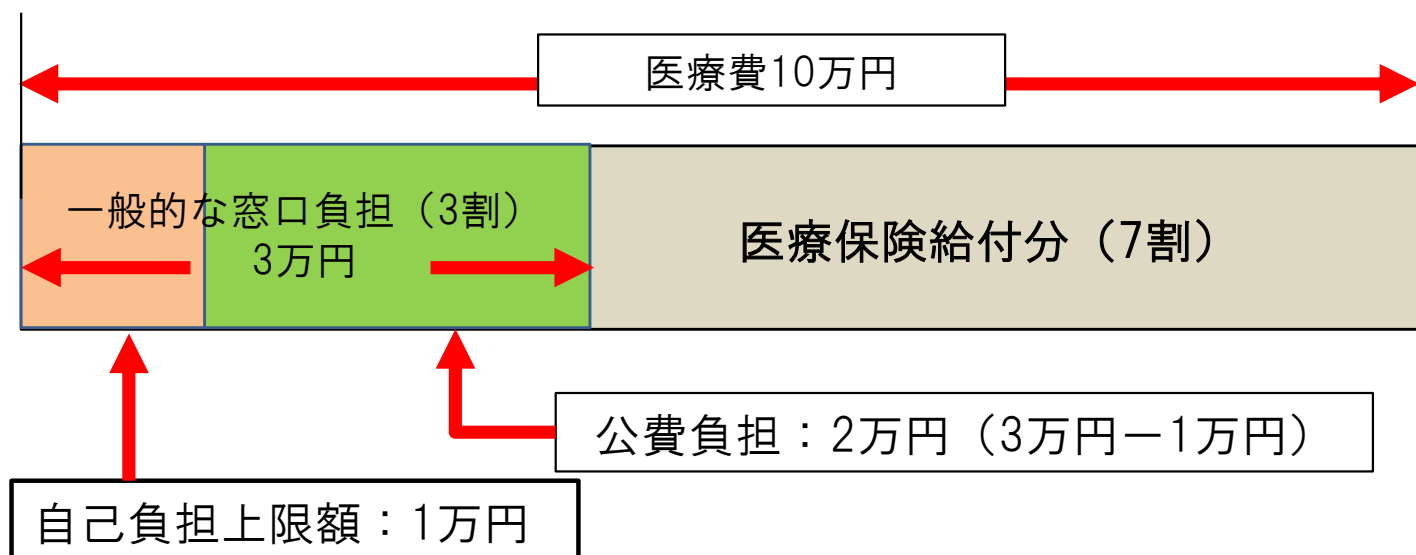 医療費10万円
一般的な窓口負担（3割）
3万円
医療保険給付分（7割）
公費負担：2万円（3万円－1万円）
自己負担上限額：1万円